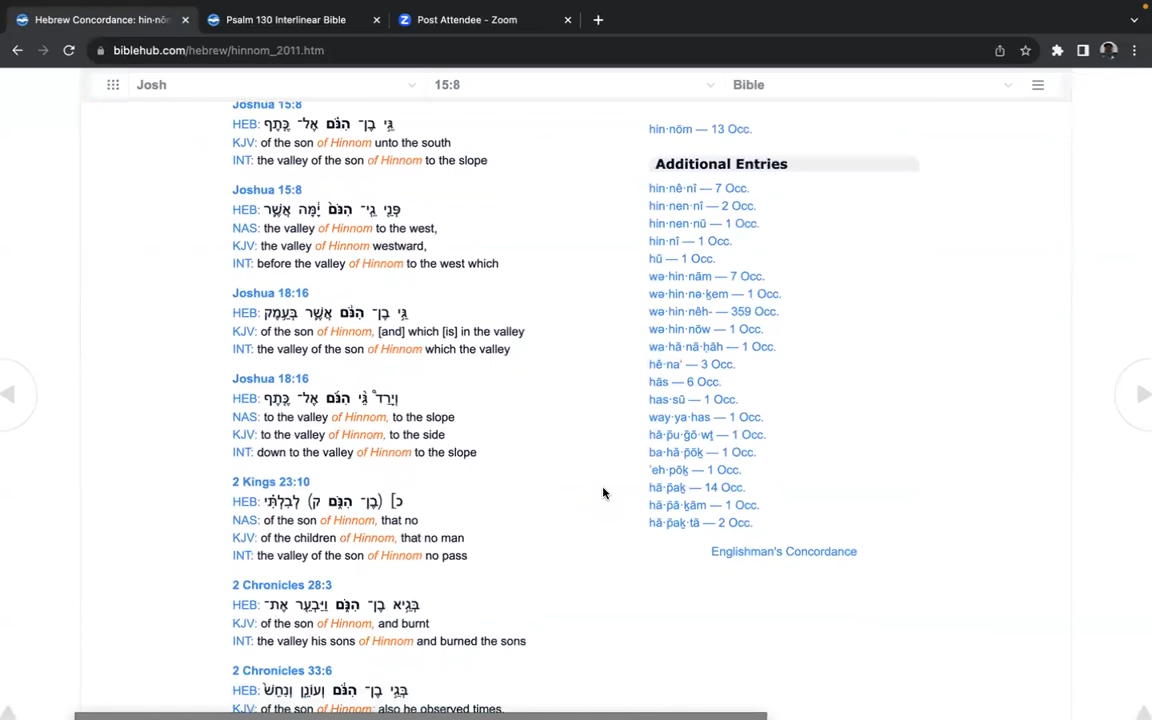 Hebrew Concordance: hin·nō
Psalm 130 Interlinear Bible
Post Attendee - Zoom
biblehub.com/hebrew/hinnom_2011.htm
Josh
15:8
Bible
Joshua 15:8
HEB: גֵּ֣י בֶן־ הִנֹּ֗ם אֶל־ כֶּ֤תֶף
KJV: of the son of Hinnom unto the south
INT: the valley of the son of Hinnom to the slope
Joshua 15:8
HEB: פְּנֵ֤י גֵֽי־ הִנֹּם֙ יָ֔מָּה אֲשֶׁ֛ר
NAS: the valley of Hinnom to the west,
KJV: the valley of Hinnom westward,
INT: before the valley of Hinnom to the west which
Joshua 18:16
HEB: גֵּ֣י בֶן־ הִנֹּ֔ם אֲשֶׁ֛ר בְּעֵ֥מֶק
KJV: of the son of Hinnom, [and] which [is] in the valley
INT: the valley of the son of Hinnom which the valley
Joshua 18:16
HEB: וְיָרַד֩ גֵּ֨י הִנֹּ֜ם אֶל־ כֶּ֤תֶף
NAS: to the valley of Hinnom, to the slope
KJV: to the valley of Hinnom, to the side
INT: down to the valley of Hinnom to the slope
2 Kings 23:10
HEB: כ] (בֶן־ הִנֹּ֑ם ק) לְבִלְתִּ֗י
NAS: of the son of Hinnom, that no
KJV: of the children of Hinnom, that no man
INT: the valley of the son of Hinnom no pass
2 Chronicles 28:3
HEB: בְּגֵ֣יא בֶן־ הִנֹּ֑ם וַיַּבְעֵ֤ר אֶת־
KJV: of the son of Hinnom, and burnt
INT: the valley his sons of Hinnom and burned the sons
2 Chronicles 33:6
HEB: בְּגֵ֣י בֶן־ הִנֹּ֔ם וְעוֹנֵ֤ן וְנִחֵשׁ֙
KJV: of the son of Hinnom: also he observed times,
hin·nōm — 13 Occ.
Additional Entries
hin·nê·nî — 7 Occ.
hin·nen·nî — 2 Occ.
hin·nen·nū — 1 Occ.
hin·nî — 1 Occ.
hū — 1 Occ.
wə·hin·nām — 7 Occ.
wə·hin·nə·ḵem — 1 Occ.
wə·hin·nêh- — 359 Occ.
wə·hin·nōw — 1 Occ.
wə·hă·nā·ḥāh — 1 Occ.
hē·na' — 3 Occ.
hās — 6 Occ.
has·sū — 1 Occ.
way·ya·has — 1 Occ.
hă·p̄u·ḡō·wṯ — 1 Occ.
ba·hă·p̄ōḵ — 1 Occ.
'eh·pōḵ — 1 Occ.
hā·p̄aḵ — 14 Occ.
hă·p̄ā·ḵām — 1 Occ.
hā·p̄aḵ·tā — 2 Occ.
Englishman's Concordance